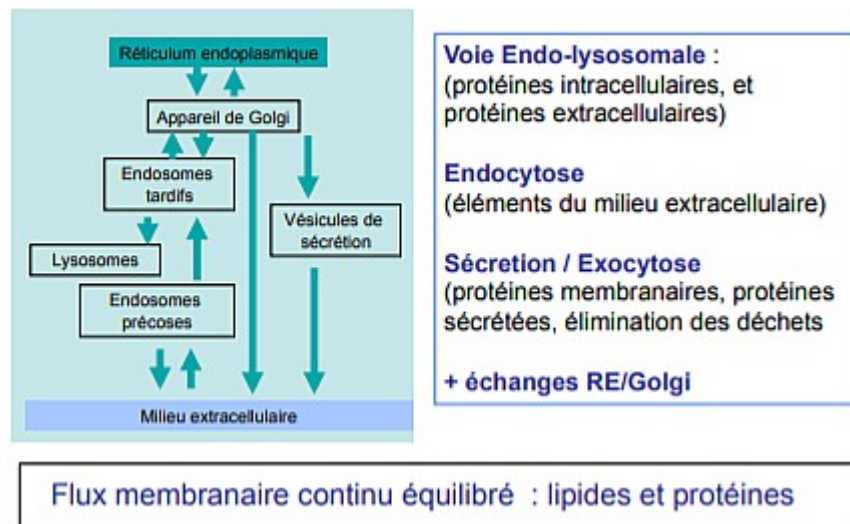 Réticulum endoplasmique
Appareil de Golgi
Endosomes
tardifs
Vésicules de
sécrétion
Lysosomes
Endosomes
précoses
Milieu extracellulaire
Voie Endo-lysosomale :
(protéines intracellulaires, et
protéines extracellulaires)
Endocytose
(éléments du milieu extracellulaire)
Sécretion / Exocytose
(protéines membranaires, protéines
sécrétées, élimination des déchets
+ échanges RE/Golgi
Flux membranaire continu équilibré : lipides et protéines